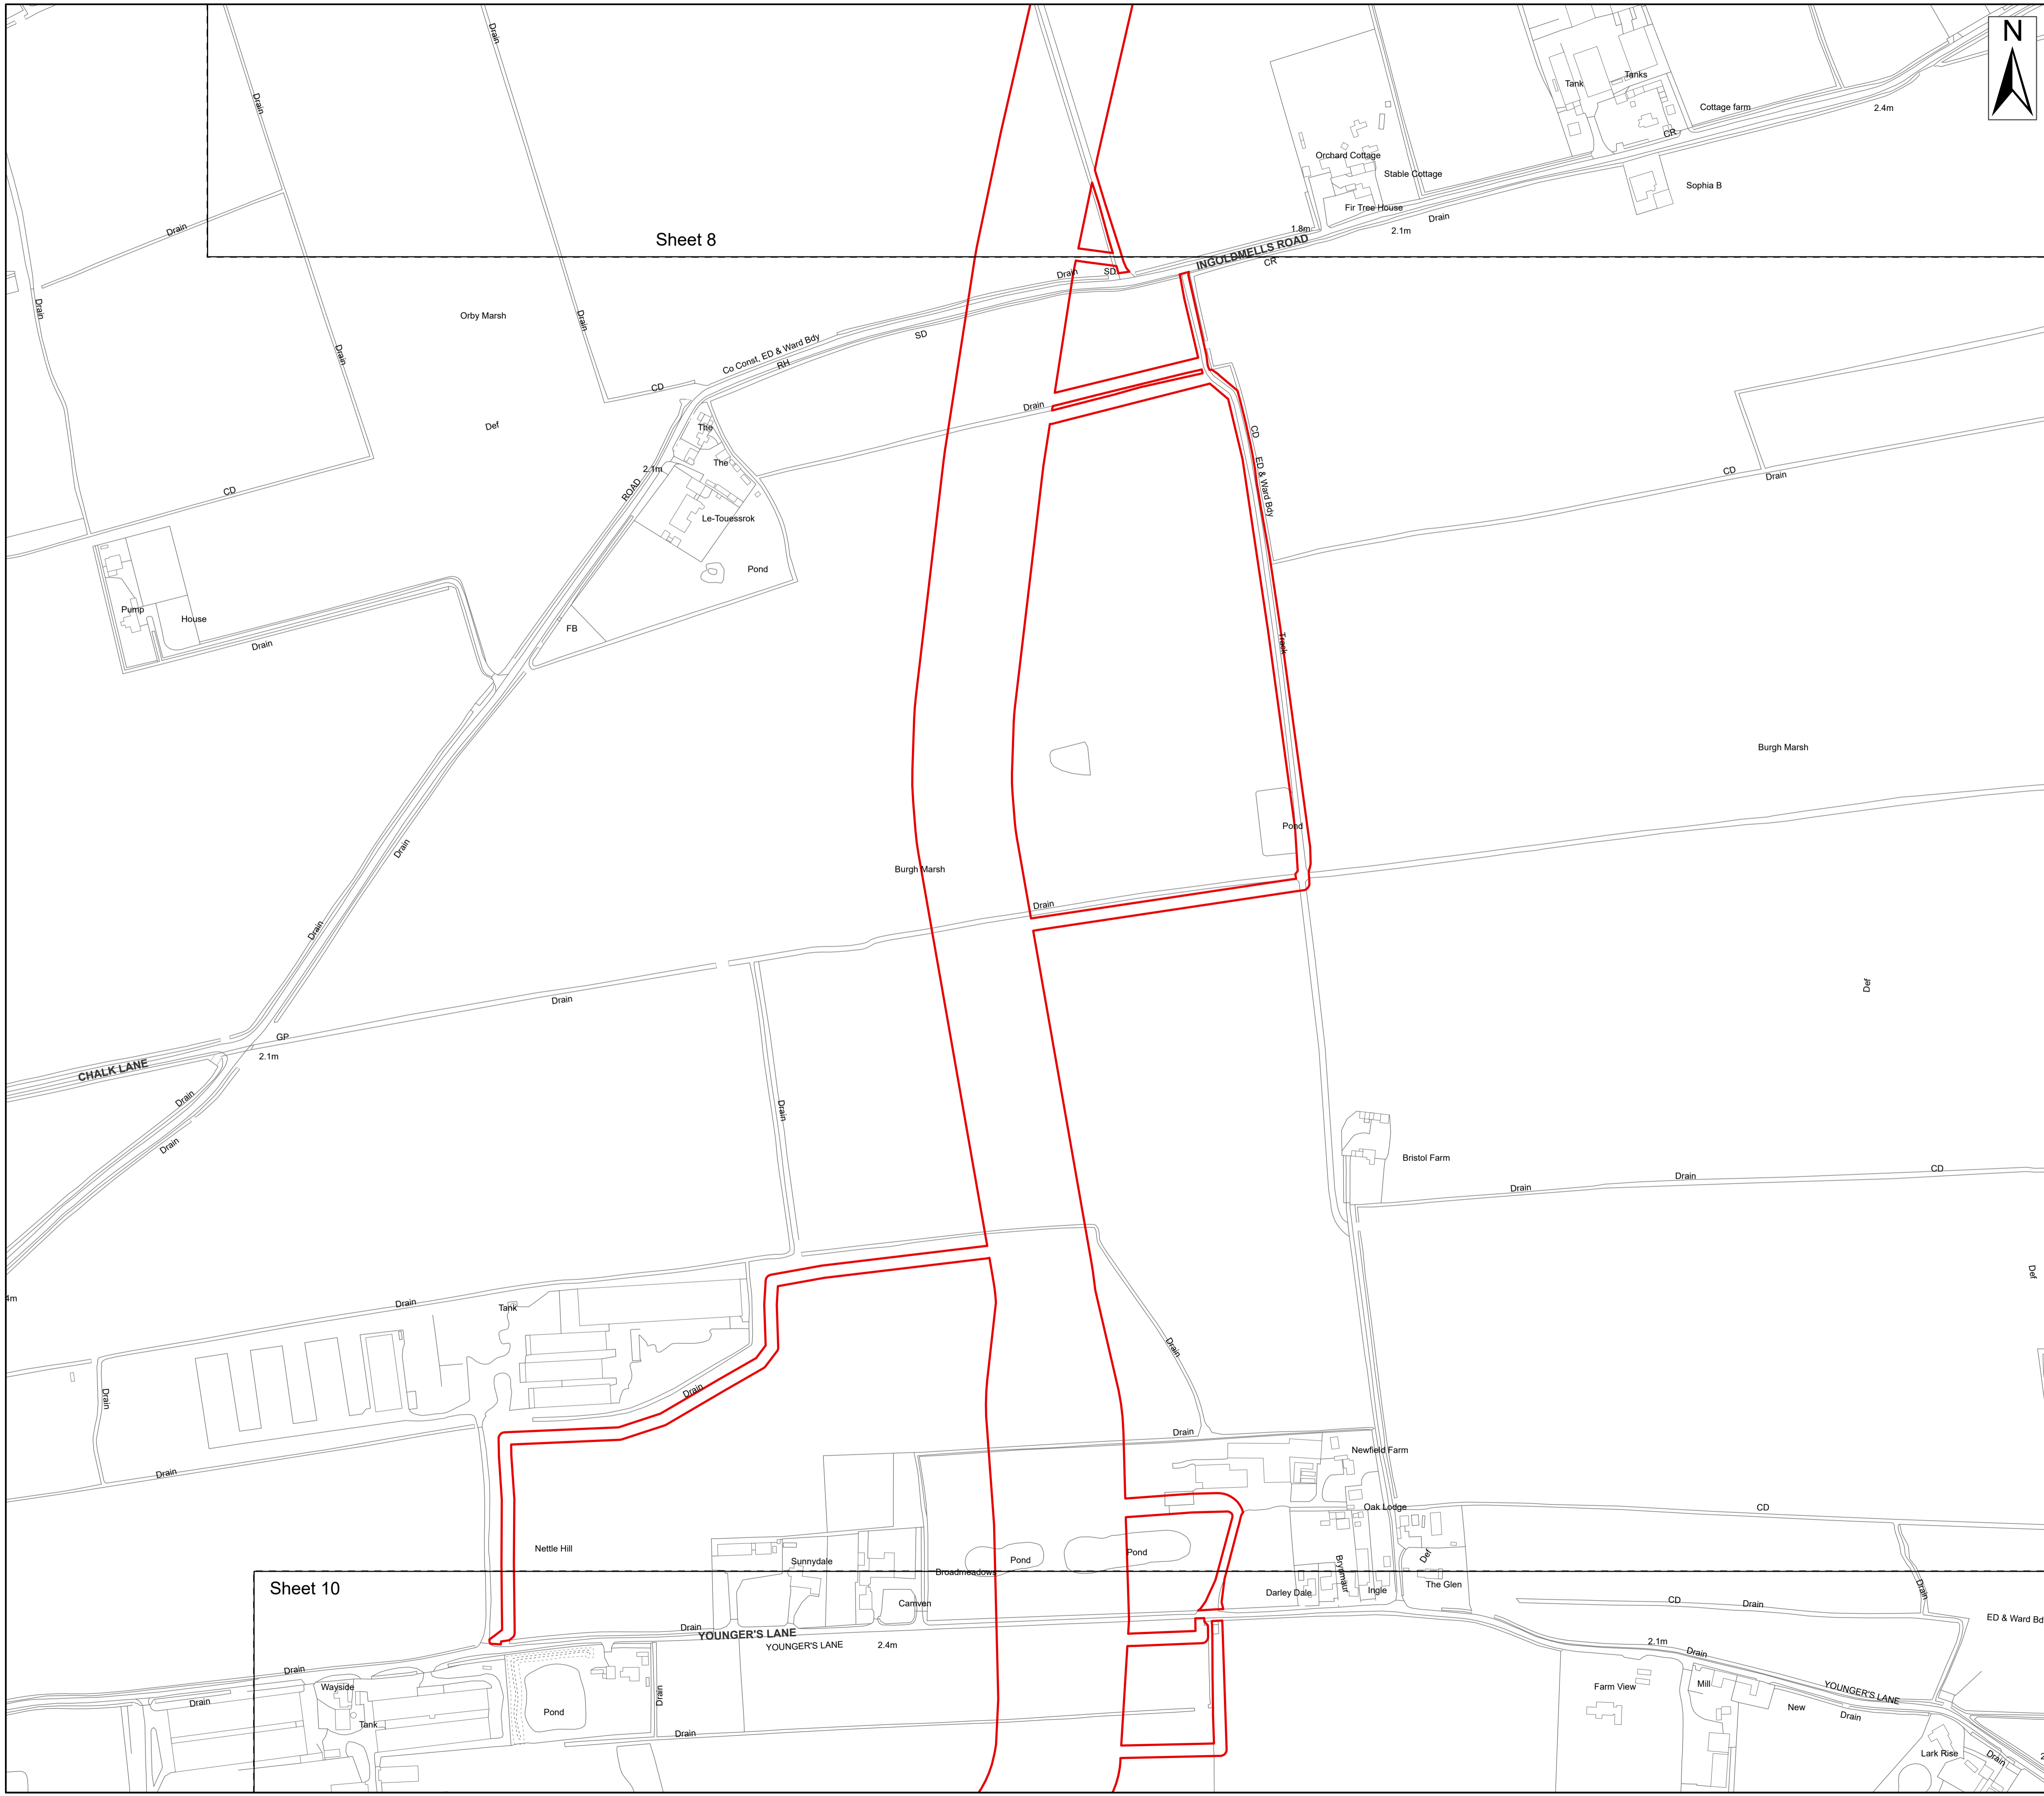 Drain
Drain
N
Tank
Tanks
Drain
Cottage farm
2.4m
CR
Orchard Cottage
Stable Cottage
Sophia B
Fir Tree House
Drain
Drain
1.8m
2.1m
Sheet 8
INGOLDMELLS ROAD
CR
Drain
SD
Drain
Orby Marsh
Drain
Drain
SD
Co Const, ED & Ward Bdy
RH
CD
Drain
Def
The
CD
The
2.1m
ED & Ward Bdy
CD
Drain
CD
ROAD
Le-Touessrok
Pond
Pump
House
FB
Drain
Track
Burgh Marsh
Pond
Drain
Burgh Marsh
Drain
Drain
Def
Drain
GP
2.1m
CHALK LANE
Drain
Drain
Drain
Bristol Farm
CD
Drain
Drain
Def
4m
Drain
Tank
Drain
Drain
Drain
Drain
Drain
Newfield Farm
Drain
Oak Lodge
CD
Nettle Hill
Pond
Pond
Sunnydale
Def
Broadmeadows
Brynmaur
Sheet 10
The Glen
Darley Dale
Ingle
Drain
Camven
CD
Drain
ED & Ward Bd
Drain
YOUNGER'S LANE
YOUNGER'S LANE
2.4m
2.1m
Drain
Drain
Wayside
Farm View
Mill
YOUNGER'S LANE
Drain
Drain
Pond
New
Drain
Tank
Drain
Lark Rise
Drain
2